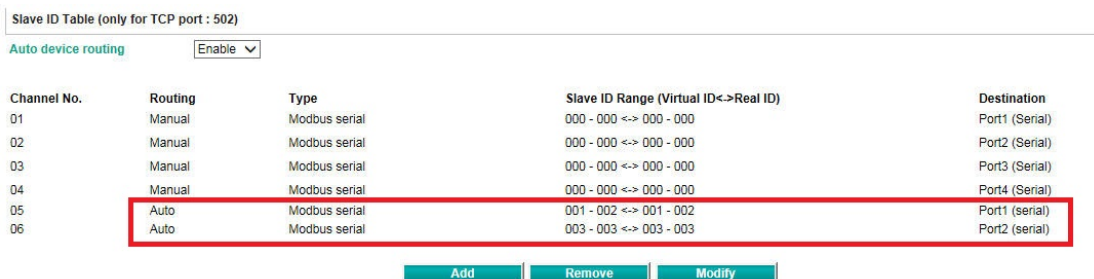 Slave ID Table (only for TCP port : 502)
Auto device routing Enable
Channel No. Routing Type Slave ID Range (Virtual ID<->Real ID) Destination
01 Manual Modbus serial 000 - 000 <-> 000 - 000 Port1 (Serial)
02 Manual Modbus serial 000 - 000 <-> 000 - 000 Port2 (Serial)
03 Manual Modbus serial 000 - 000 <-> 000 - 000 Port3 (Serial)
04 Manual Modbus serial 000 - 000 <-> 000 - 000 Port4 (Serial)
05 Auto Modbus serial 001 - 002 <-> 001 - 002 Port1 (serial)
06 Auto Modbus serial 003 - 003 <-> 003 - 003 Port2 (serial)
Add Remove Modify